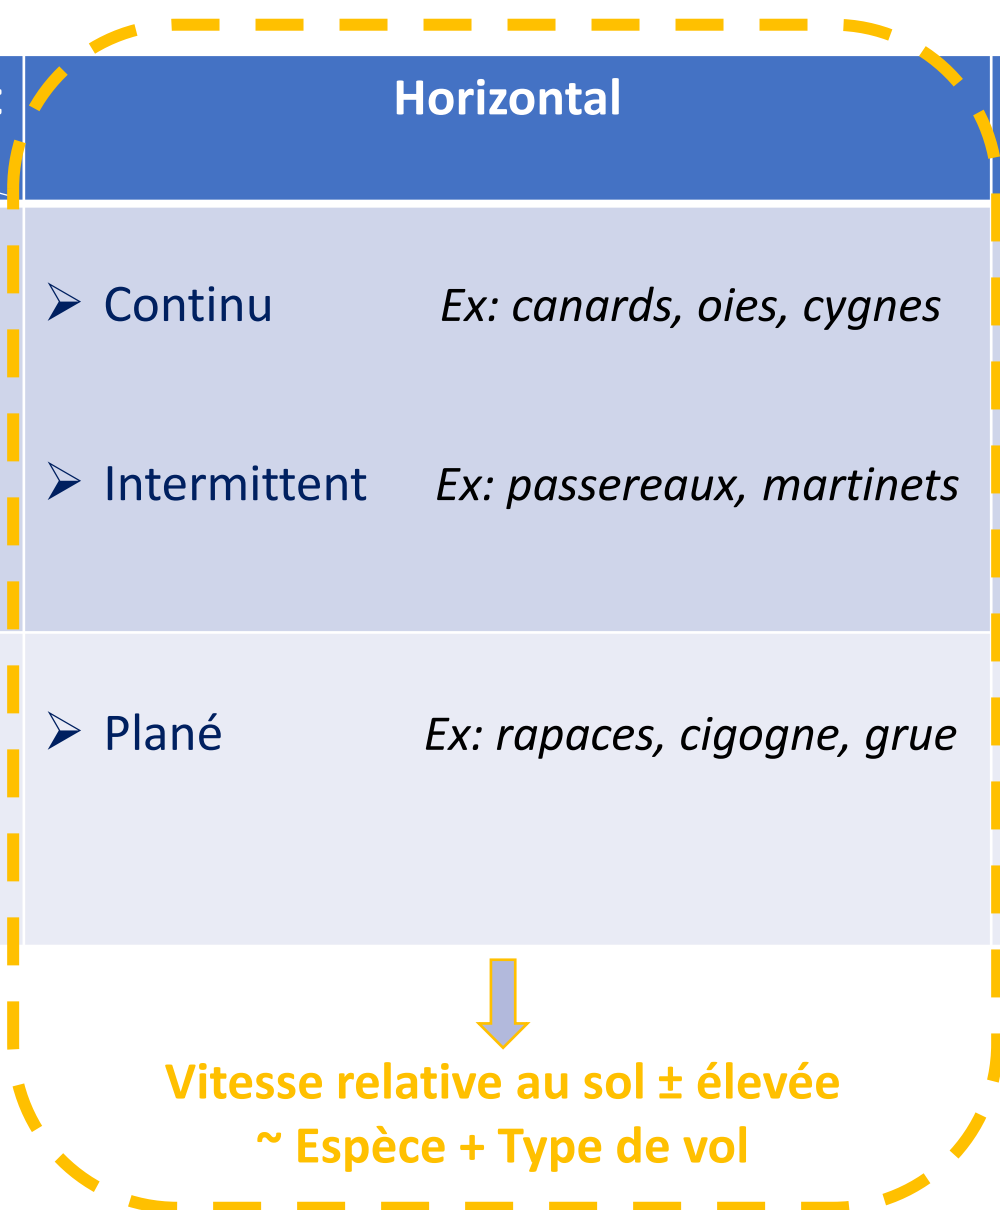 Horizontal
➢ Continu Ex: canards, oies, cygnes
➢ Intermittent Ex: passereaux, martinets
➢ Plané Ex: rapaces, cigogne, grue
Vitesse relative au sol ± élevée
~ Espèce + Type de vol